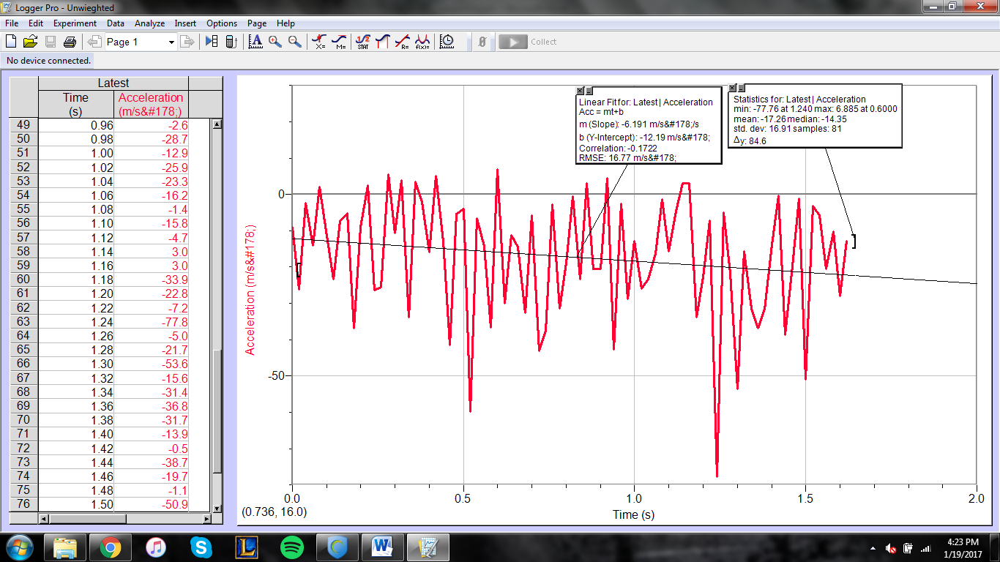 Logger Pro - Unwieghted
File Edit Experiment Data Analyze Insert Options Page Help
Page 1
Collect
No device connected.
Latest
Time (s) Acceleration (m/s&#178;)
49 0.96 -2.6
50 0.98 -28.7
51 1.00 -12.9
52 1.02 -25.9
53 1.04 -23.3
54 1.06 -16.2
55 1.08 -1.4
56 1.10 -15.8
57 1.12 -4.7
58 1.14 3.0
59 1.16 3.0
60 1.18 -33.9
61 1.20 -22.8
62 1.22 -7.2
63 1.24 -77.8
64 1.26 -5.0
65 1.28 -21.7
66 1.30 -53.6
67 1.32 -15.6
68 1.34 -31.4
69 1.36 -36.8
70 1.38 -31.7
71 1.40 -13.9
72 1.42 -0.5
73 1.44 -38.7
74 1.46 -19.7
75 1.48 -1.1
76 1.50 -50.9
Acceleration (m/s&#178;)
0
-50
Linear Fit for: Latest | Acceleration
Acc = mt+b
m (Slope): -6.191 m/s&#178;/s
b (Y-Intercept): -12.19 m/s&#178;
Correlation: -0.1722
RMSE: 16.77 m/s&#178;
Statistics for: Latest | Acceleration
min: -77.76 at 1.240 max: 6.885 at 0.6000
mean: -17.26 median: -14.35
std. dev: 16.91 samples: 81
Δy: 84.6
0.0 0.5 1.0 1.5 2.0
(0.736, 16.0)
Time (s)
4:23 PM
1/19/2017